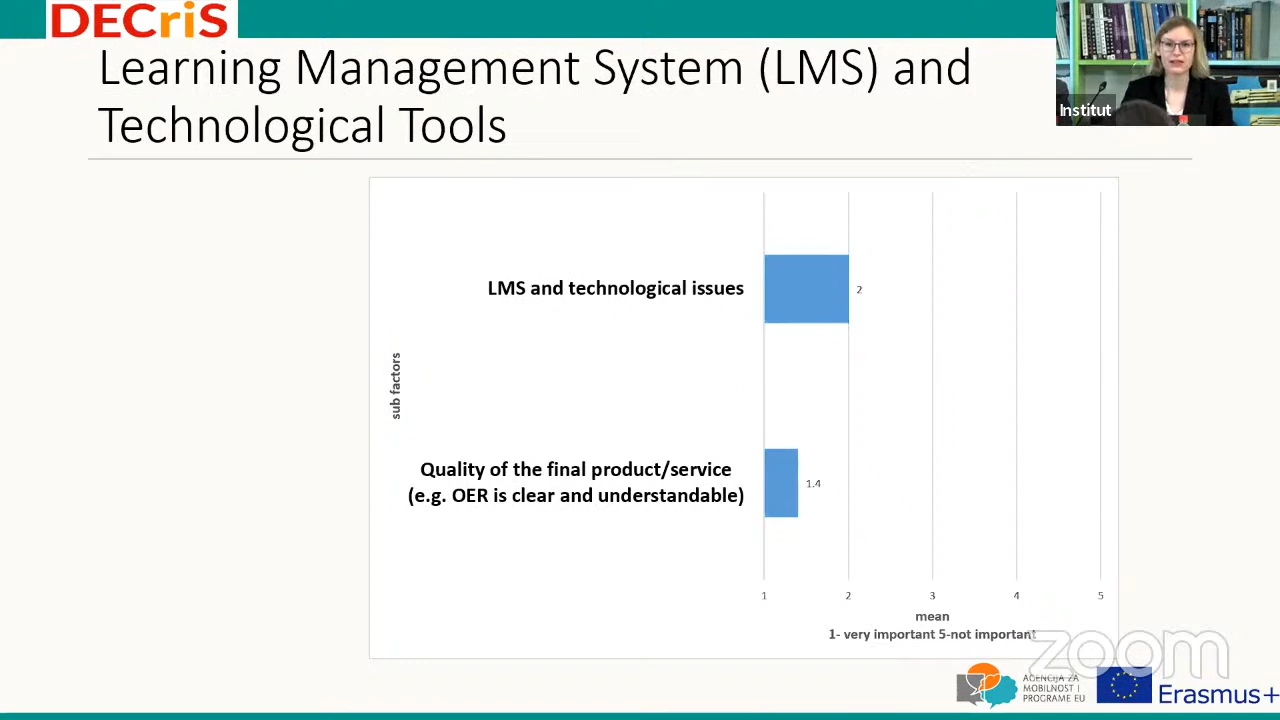 DECriS
Learning Management System (LMS) and
Technological Tools
Institut
LMS and technological issues
2
sub factors
Quality of the final product/service
(e.g. OER is clear and understandable)
1.4
1 2 3 4 5
mean
1- very important 5-not important
zoom
AGENCIJA ZA
MOBILNOST I
PROGRAME EU
Erasmus+